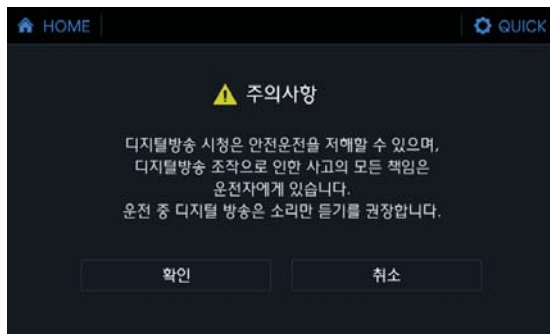 HOME
QUICK
주의사항
디지털방송 시청은 안전운전을 저해할 수 있으며,
디지털방송 조작으로 인한 사고의 모든 책임은
운전자에게 있습니다.
운전 중 디지털 방송은 소리만 듣기를 권장합니다.
확인
취소